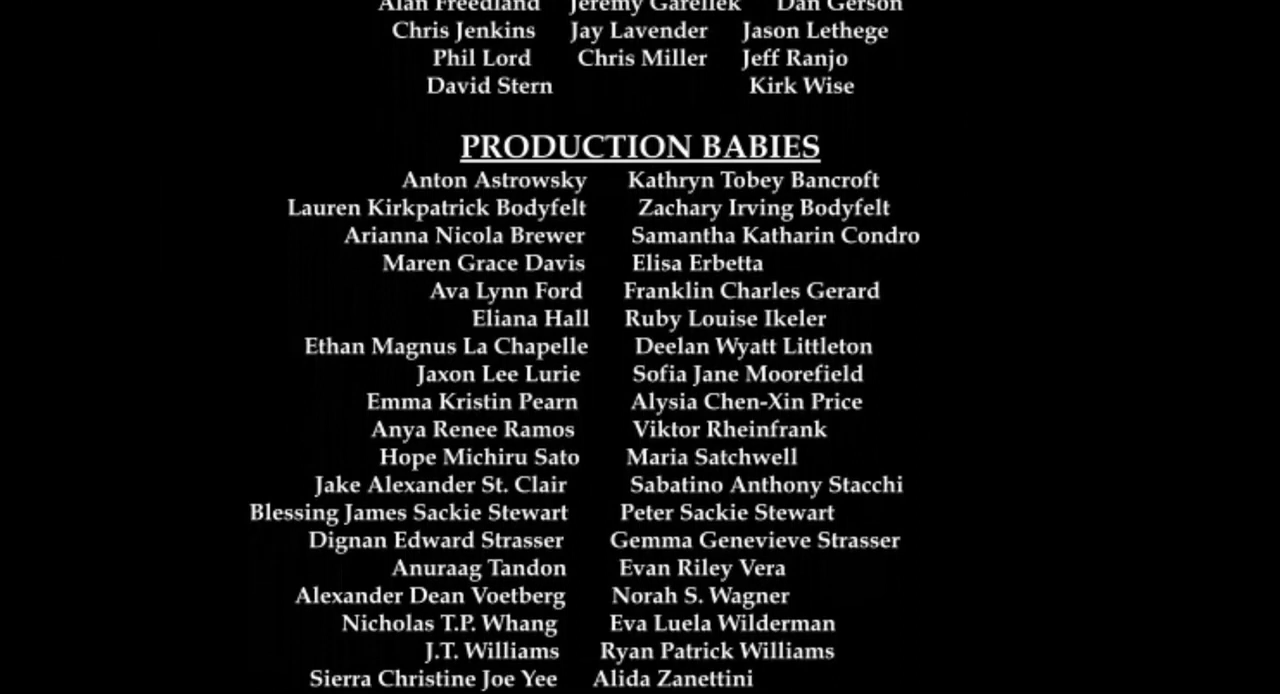 Alan Freedland Jeremy Garelick Dan Gerson
Chris Jenkins Jay Lavender Jason Lethege
Phil Lord Chris Miller Jeff Ranjo
David Stern Kirk Wise
PRODUCTION BABIES
Anton Astrowsky Kathryn Tobey Bancroft
Lauren Kirkpatrick Bodyfelt Zachary Irving Bodyfelt
Arianna Nicola Brewer Samantha Katharin Condro
Maren Grace Davis Elisa Erbetta
Ava Lynn Ford Franklin Charles Gerard
Eliana Hall Ruby Louise Ikeler
Ethan Magnus La Chapelle Deelan Wyatt Littleton
Jaxon Lee Lurie Sofia Jane Moorefield
Emma Kristin Pearn Alysia Chen-Xin Price
Anya Renee Ramos Viktor Rheinfrank
Hope Michiru Sato Maria Satchwell
Jake Alexander St. Clair Sabatino Anthony Stacchi
Blessing James Sackie Stewart Peter Sackie Stewart
Dignan Edward Strasser Gemma Genevieve Strasser
Anuraag Tandon Evan Riley Vera
Alexander Dean Voetberg Norah S. Wagner
Nicholas T.P. Whang Eva Luela Wilderman
J.T. Williams Ryan Patrick Williams
Sierra Christine Joe Yee Alida Zanettini